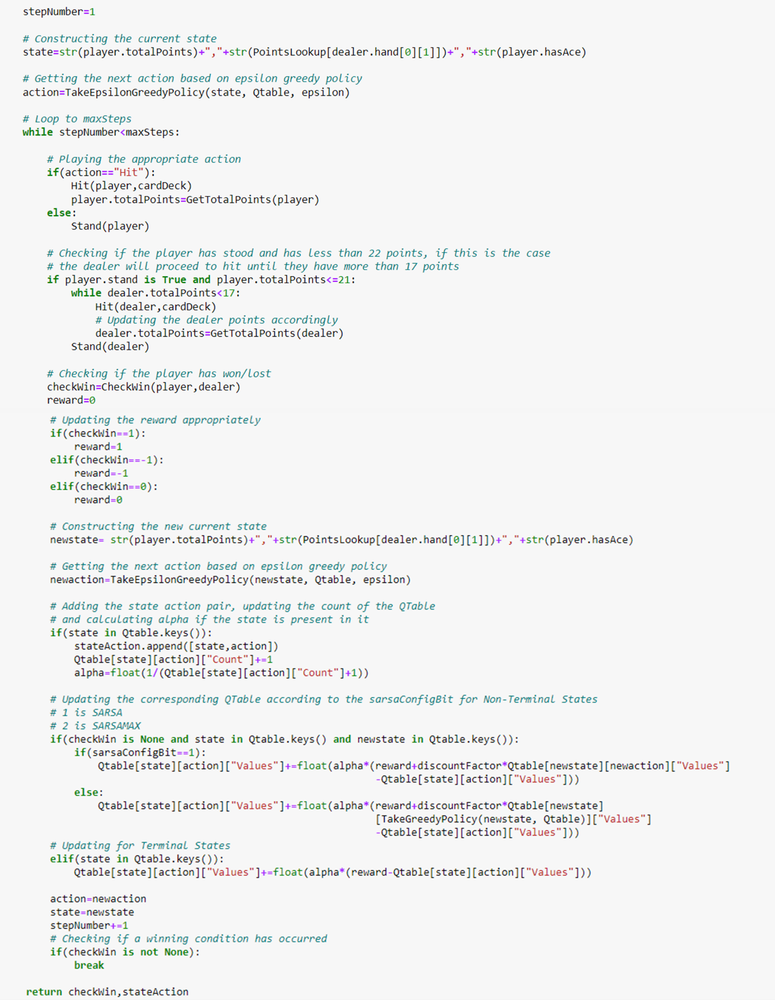 stepNumber=1
# Constructing the current state
state=str(player.totalPoints)+","+str(PointsLookup[dealer.hand[0][1]])+","+str(player.hasAce)
# Getting the next action based on epsilon greedy policy
action=TakeEpsilonGreedyPolicy(state, Qtable, epsilon)
# Loop to maxSteps
while stepNumber<maxSteps:
# Playing the appropriate action
if(action=="Hit"):
Hit(player,cardDeck)
player.totalPoints=GetTotalPoints(player)
else:
Stand(player)
# Checking if the player has stood and has less than 22 points, if this is the case
# the dealer will proceed to hit until they have more than 17 points
if player.stand is True and player.totalPoints<=21:
while dealer.totalPoints<17:
Hit(dealer,cardDeck)
# Updating the dealer points accordingly
dealer.totalPoints=GetTotalPoints(dealer)
Stand(dealer)
# Checking if the player has won/lost
checkWin=CheckWin(player,dealer)
reward=0
# Updating the reward appropriately
if(checkWin==1):
reward=1
elif(checkWin==-1):
reward=-1
elif(checkWin==0):
reward=0
# Constructing the new current state
newstate= str(player.totalPoints)+","+str(PointsLookup[dealer.hand[0][1]])+","+str(player.hasAce)
# Getting the next action based on epsilon greedy policy
newaction=TakeEpsilonGreedyPolicy(newstate, Qtable, epsilon)
# Adding the state action pair, updating the count of the QTable
# and calculating alpha if the state is present in it
if(state in Qtable.keys()):
stateAction.append([state,action])
Qtable[state][action]["Count"]+=1
alpha=float(1/(Qtable[state][action]["Count"]+1))
# Updating the corresponding QTable according to the sarsaConfigBit for Non-Terminal States
# 1 is SARSA
# 2 is SARSAMAX
if(checkWin is None and state in Qtable.keys() and newstate in Qtable.keys()):
if(sarsaConfigBit==1):
Qtable[state][action]["Values"]+=float(alpha*(reward+discountFactor*Qtable[newstate][newaction]["Values"]
-Qtable[state][action]["Values"]))
else:
Qtable[state][action]["Values"]+=float(alpha*(reward+discountFactor*Qtable[newstate]
[TakeGreedyPolicy(newstate, Qtable)]["Values"]
-Qtable[state][action]["Values"]))
# Updating for Terminal States
elif(state in Qtable.keys()):
Qtable[state][action]["Values"]+=float(alpha*(reward-Qtable[state][action]["Values"]))
action=newaction
state=newstate
stepNumber+=1
# Checking if a winning condition has occurred
if(checkWin is not None):
break
return checkWin,stateAction